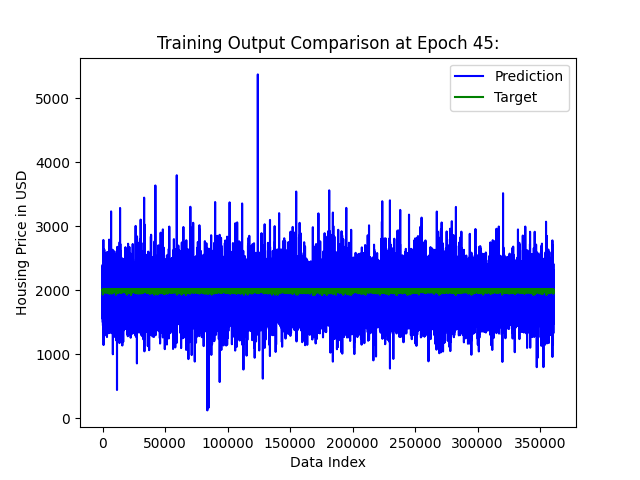 Training Output Comparison at Epoch 45:
Prediction
Target
Housing Price in USD
5000
4000
3000
2000
1000
0
0 50000 100000 150000 200000 250000 300000 350000
Data Index